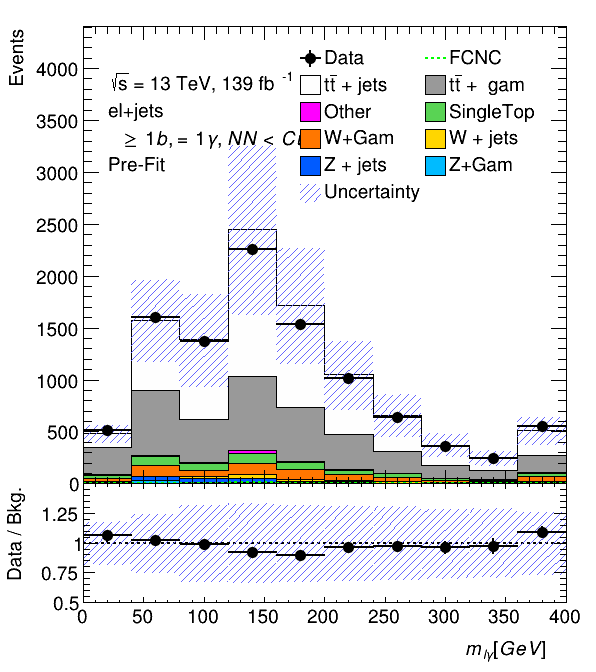 Events
4000
3500
3000
2500
2000
1500
1000
500
0
√s = 13 TeV, 139 fb⁻¹
el+jets
≥ 1b, = 1γ, NN < C
Pre-Fit
Data
FCNC
tt̄ + jets
tt̄ + gam
Other
SingleTop
W+Gam
W + jets
Z + jets
Z+Gam
Uncertainty
Data / Bkg.
1.25
1
0.75
0.5
0 50 100 150 200 250 300 350 400
m_lγ[GeV]